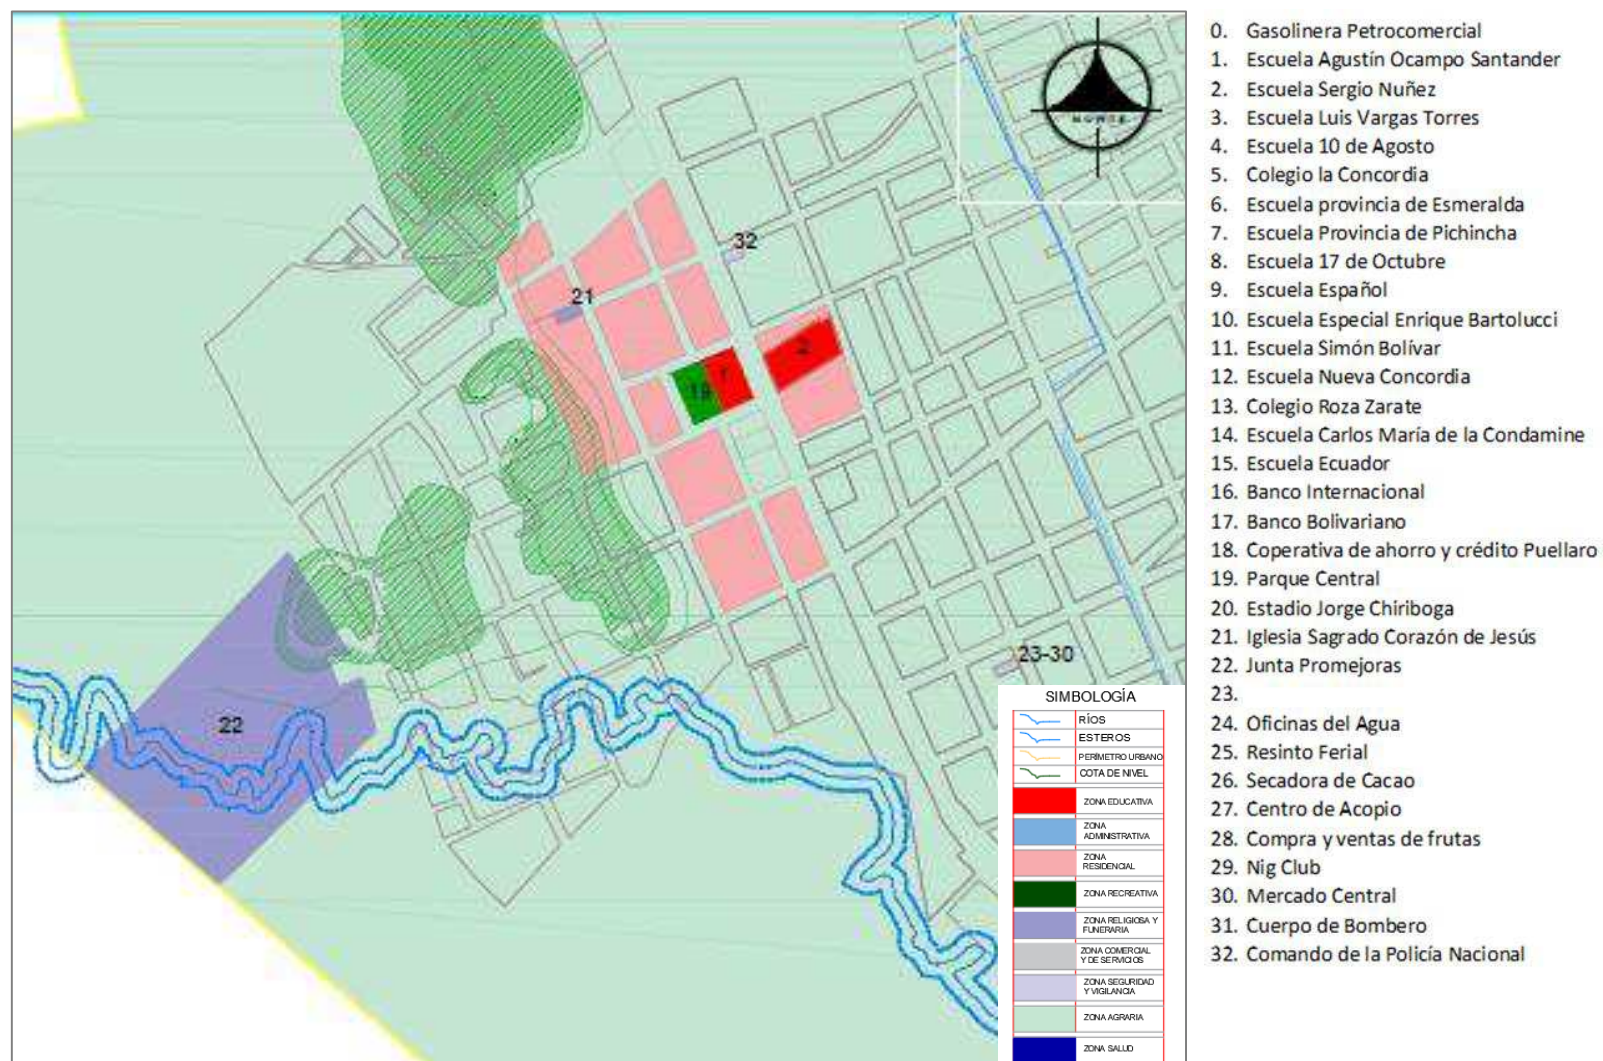 NORTE
32
21
2
1
19
22
23-30
SIMBOLOGÍA
RÍOS
ESTEROS
PERÍMETRO URBANO
COTA DE NIVEL
ZONA EDUCATIVA
ZONA
ADMINISTRATIVA
ZONA
RESIDENCIAL
ZONA RECREATIVA
ZONA RELIGIOSA Y
FUNERARIA
ZONA COMERCIAL
Y DE SERVICIOS
ZONA SEGURIDAD
Y VIGILANCIA
ZONA AGRARIA
ZONA SALUD
0. Gasolinera Petrocomercial
1. Escuela Agustín Ocampo Santander
2. Escuela Sergio Nuñez
3. Escuela Luis Vargas Torres
4. Escuela 10 de Agosto
5. Colegio la Concordia
6. Escuela provincia de Esmeralda
7. Escuela Provincia de Pichincha
8. Escuela 17 de Octubre
9. Escuela Español
10. Escuela Especial Enrique Bartolucci
11. Escuela Simón Bolívar
12. Escuela Nueva Concordia
13. Colegio Roza Zarate
14. Escuela Carlos María de la Condamine
15. Escuela Ecuador
16. Banco Internacional
17. Banco Bolivariano
18. Coperativa de ahorro y crédito Puellaro
19. Parque Central
20. Estadio Jorge Chiriboga
21. Iglesia Sagrado Corazón de Jesús
22. Junta Promejoras
23.
24. Oficinas del Agua
25. Resinto Ferial
26. Secadora de Cacao
27. Centro de Acopio
28. Compra y ventas de frutas
29. Nig Club
30. Mercado Central
31. Cuerpo de Bombero
32. Comando de la Policía Nacional